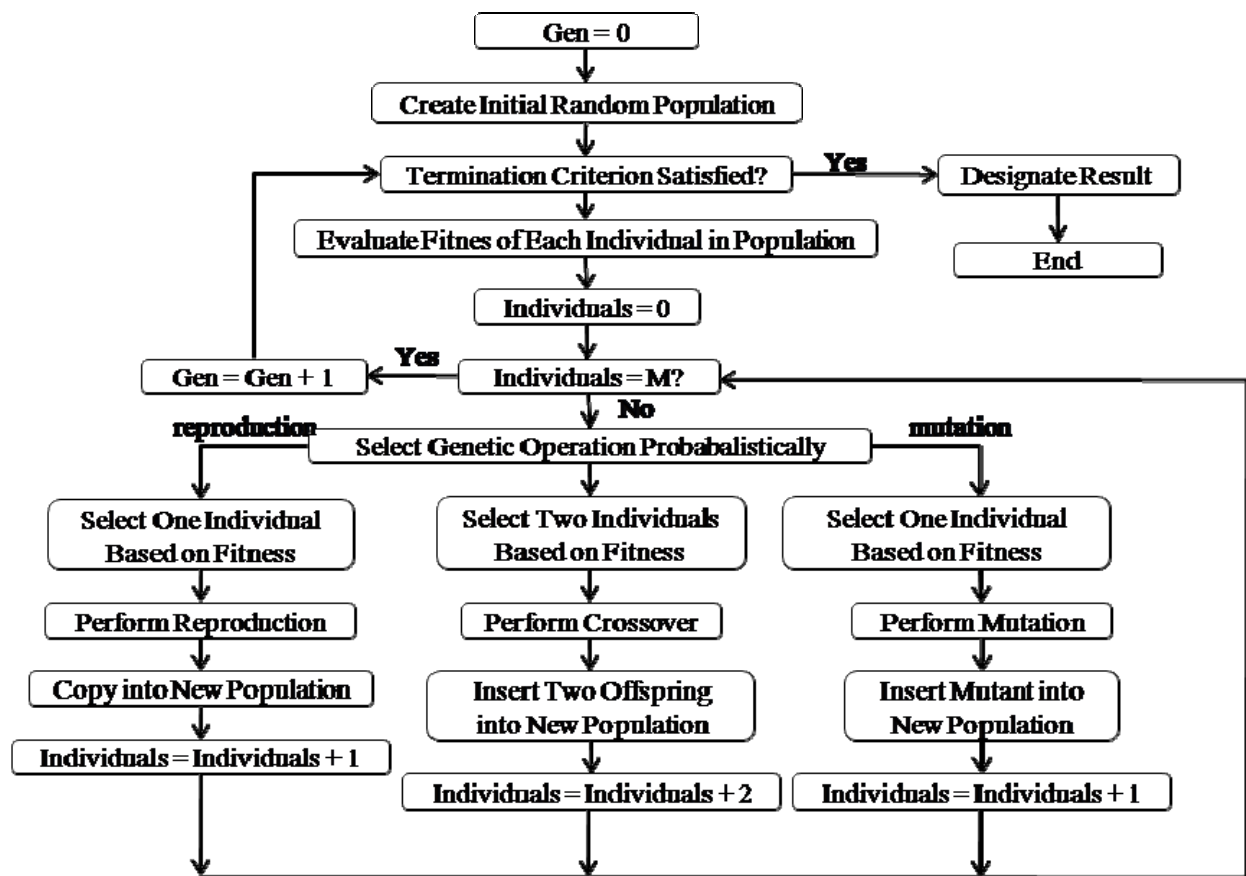 Gen = 0
Create Initial Random Population
Termination Criterion Satisfied?
Yes
Designate Result
Evaluate Fitnes of Each Individual in Population
End
Individuals = 0
Yes
Gen = Gen + 1
Individuals = M?
No
reproduction
Select Genetic Operation Probabalistically
mutation
Select One Individual
Based on Fitness
Select Two Individuals
Based on Fitness
Select One Individual
Based on Fitness
Perform Reproduction
Perform Crossover
Perform Mutation
Copy into New Population
Insert Two Offspring
into New Population
Insert Mutant into
New Population
Individuals = Individuals + 1
Individuals = Individuals + 2
Individuals = Individuals + 1